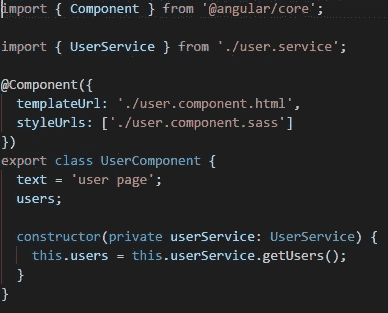 import { Component } from '@angular/core';
import { UserService } from './user.service';
@Component({
templateUrl: './user.component.html',
styleUrls: ['./user.component.sass']
})
export class UserComponent {
text = 'user page';
users;
constructor(private userService: UserService) {
this.users = this.userService.getUsers();
}
}